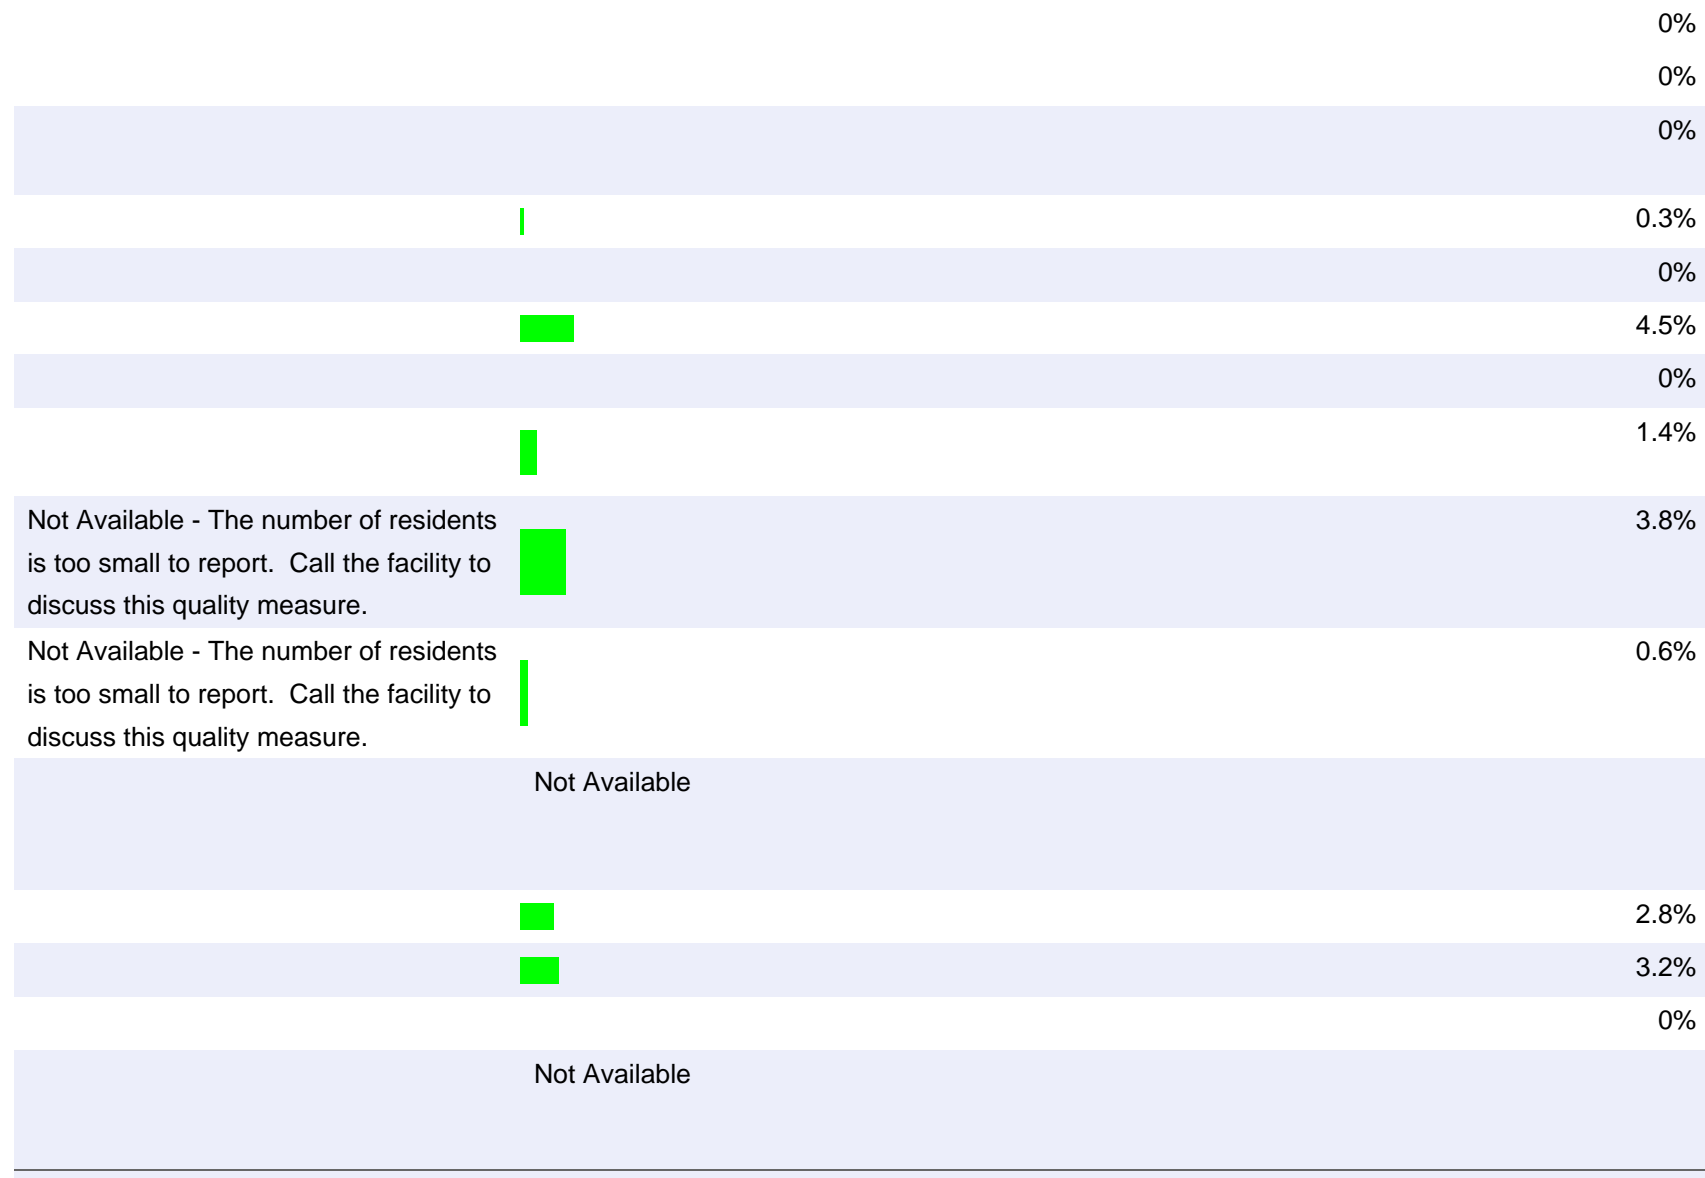 0%
0%
0%
0.3%
0%
4.5%
0%
1.4%
Not Available - The number of residents
3.8%
is too small to report.  Call the facility to
discuss this quality measure.
Not Available - The number of residents
0.6%
is too small to report.  Call the facility to
discuss this quality measure.
Not Available
2.8%
3.2%
0%
Not Available